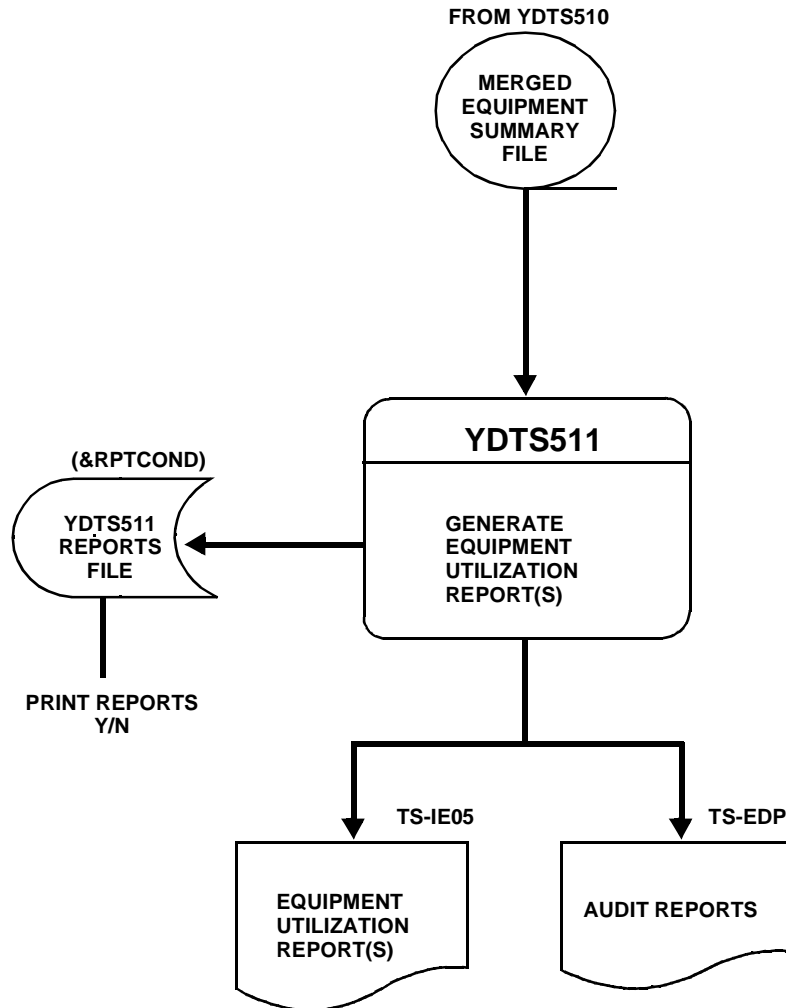 FROM YDTS510
MERGED
EQUIPMENT
SUMMARY
FILE
YDTS511
GENERATE
EQUIPMENT
UTILIZATION
REPORT(S)
(&RPTCOND)
YDTS511
REPORTS
FILE
PRINT REPORTS
Y/N
TS-IE05
EQUIPMENT
UTILIZATION
REPORT(S)
TS-EDP
AUDIT REPORTS